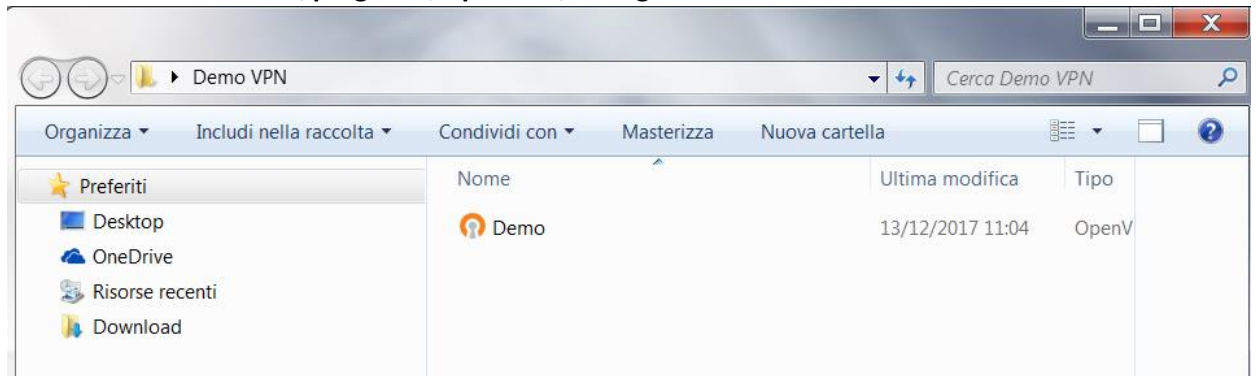 Demo VPN
Cerca Demo VPN
Organizza
Includi nella raccolta
Condividi con
Masterizza
Nuova cartella
Preferiti
Nome
Ultima modifica
Tipo
Desktop
Demo
13/12/2017 11:04
OpenV
OneDrive
Risorse recenti
Download